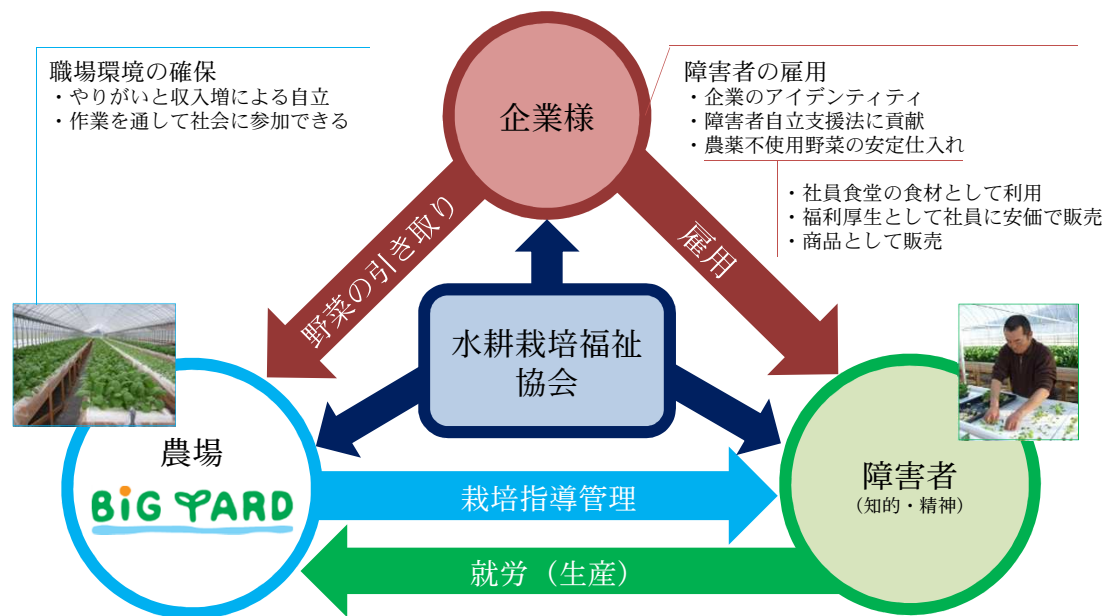 職場環境の確保
・やりがいと収入増による自立
・作業を通して社会に参加できる
企業様
障害者の雇用
・企業のアイデンティティ
・障害者自立支援法に貢献
・農薬不使用野菜の安定仕入れ
・社員食堂の食材として利用
・福利厚生として社員に安価で販売
・商品として販売
野菜の引き取り
雇用
水耕栽培福祉
協会
農場
BiG YARD
障害者
（知的・精神）
栽培指導管理
就労（生産）